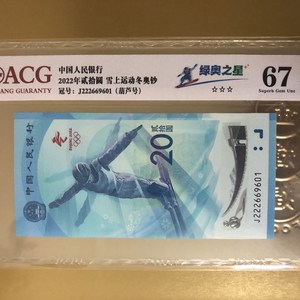 ACG
ANG GUARANTY
中国人民银行
2022年贰拾圆 雪上运动冬奥钞
冠号：J222669601（葫芦号）
绿奥之星
☆☆☆
67
Superb Gem Unc
中国人民银行
20
贰拾圆
J222669601